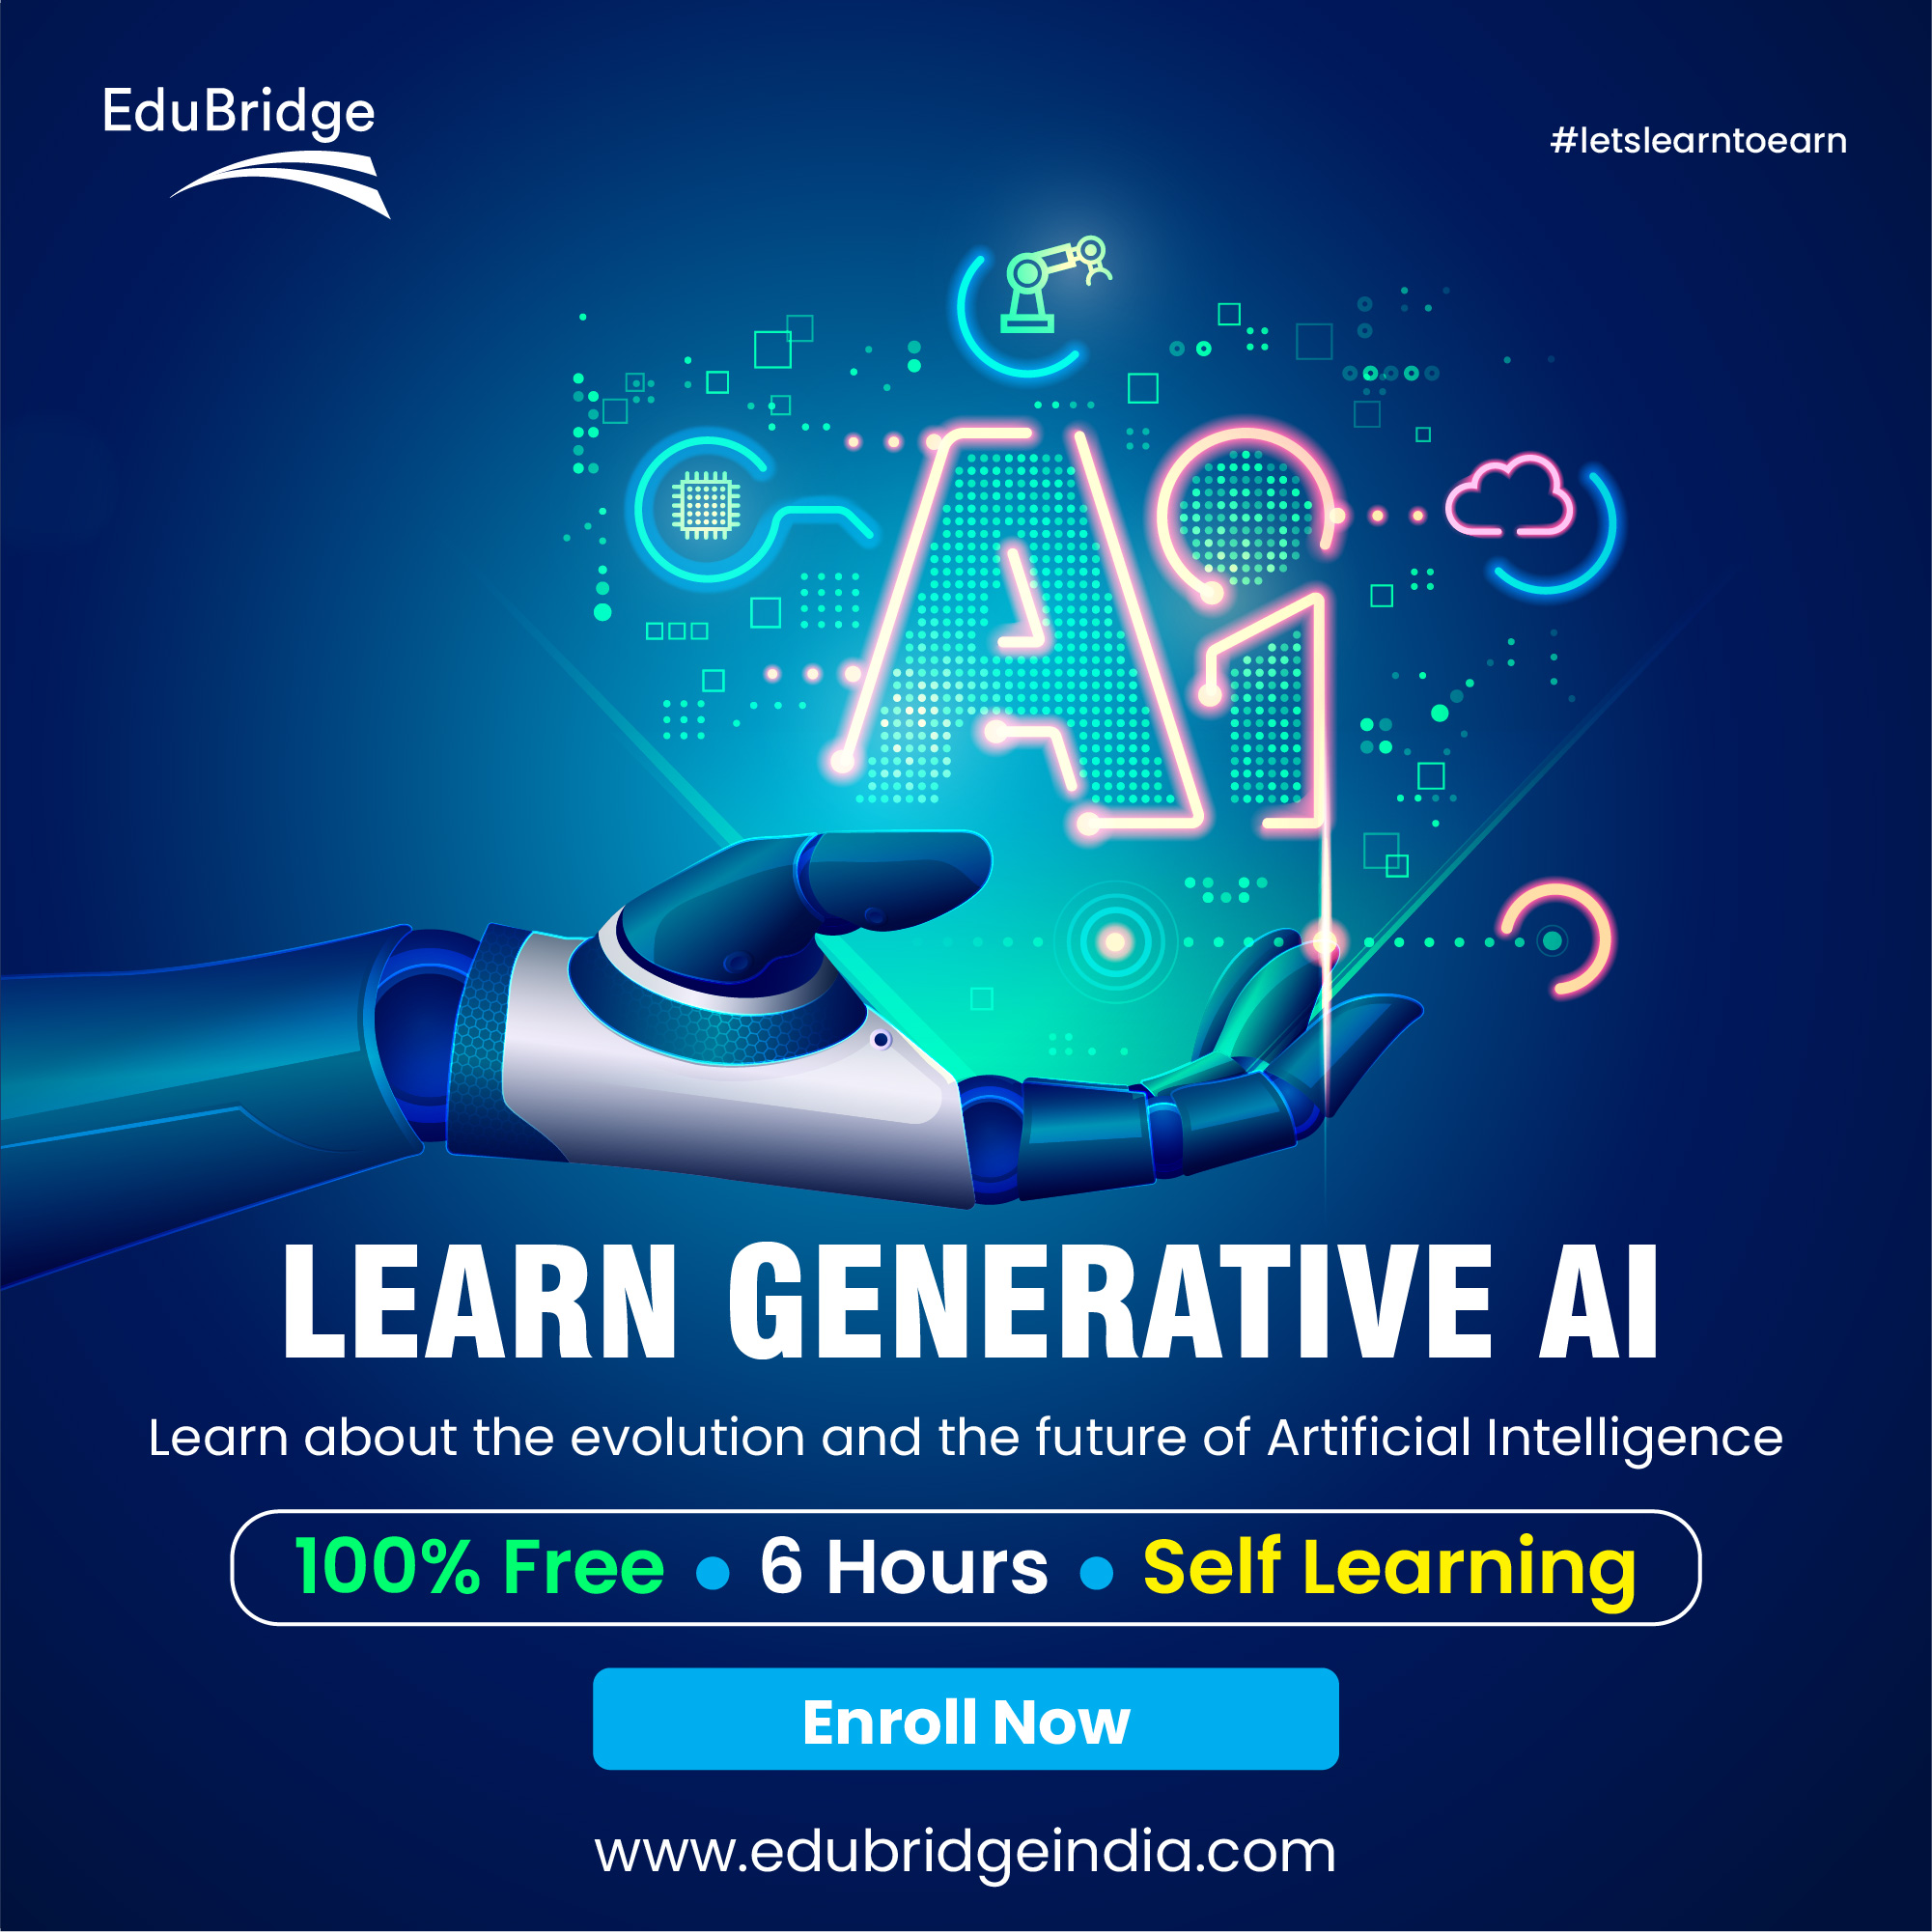 EduBridge
#letslearntoearn
Ai
LEARN GENERATIVE AI
Learn about the evolution and the future of Artificial Intelligence
100% Free • 6 Hours • Self Learning
Enroll Now
www.edubridgeindia.com